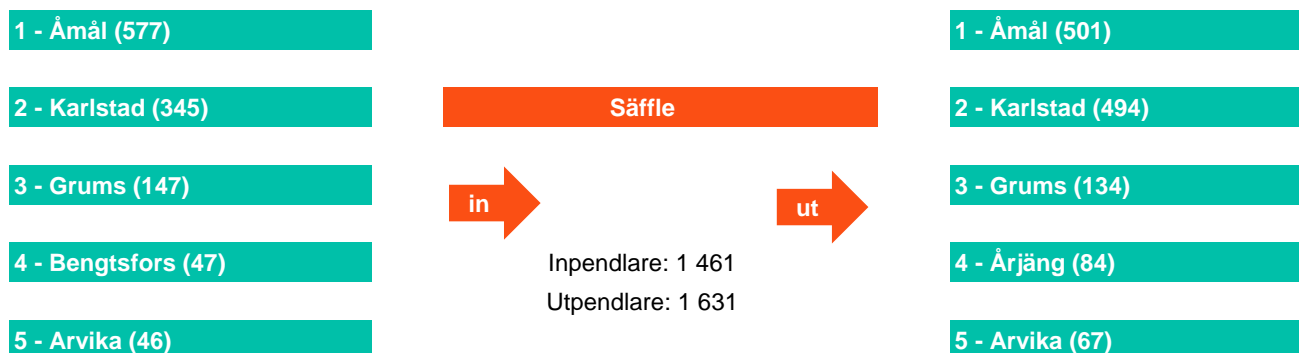 1 - Åmål (577)
2 - Karlstad (345)
3 - Grums (147)
4 - Bengtsfors (47)
5 - Arvika (46)
Säffle
in
ut
Inpendlare: 1 461
Utpendlare: 1 631
1 - Åmål (501)
2 - Karlstad (494)
3 - Grums (134)
4 - Årjäng (84)
5 - Arvika (67)